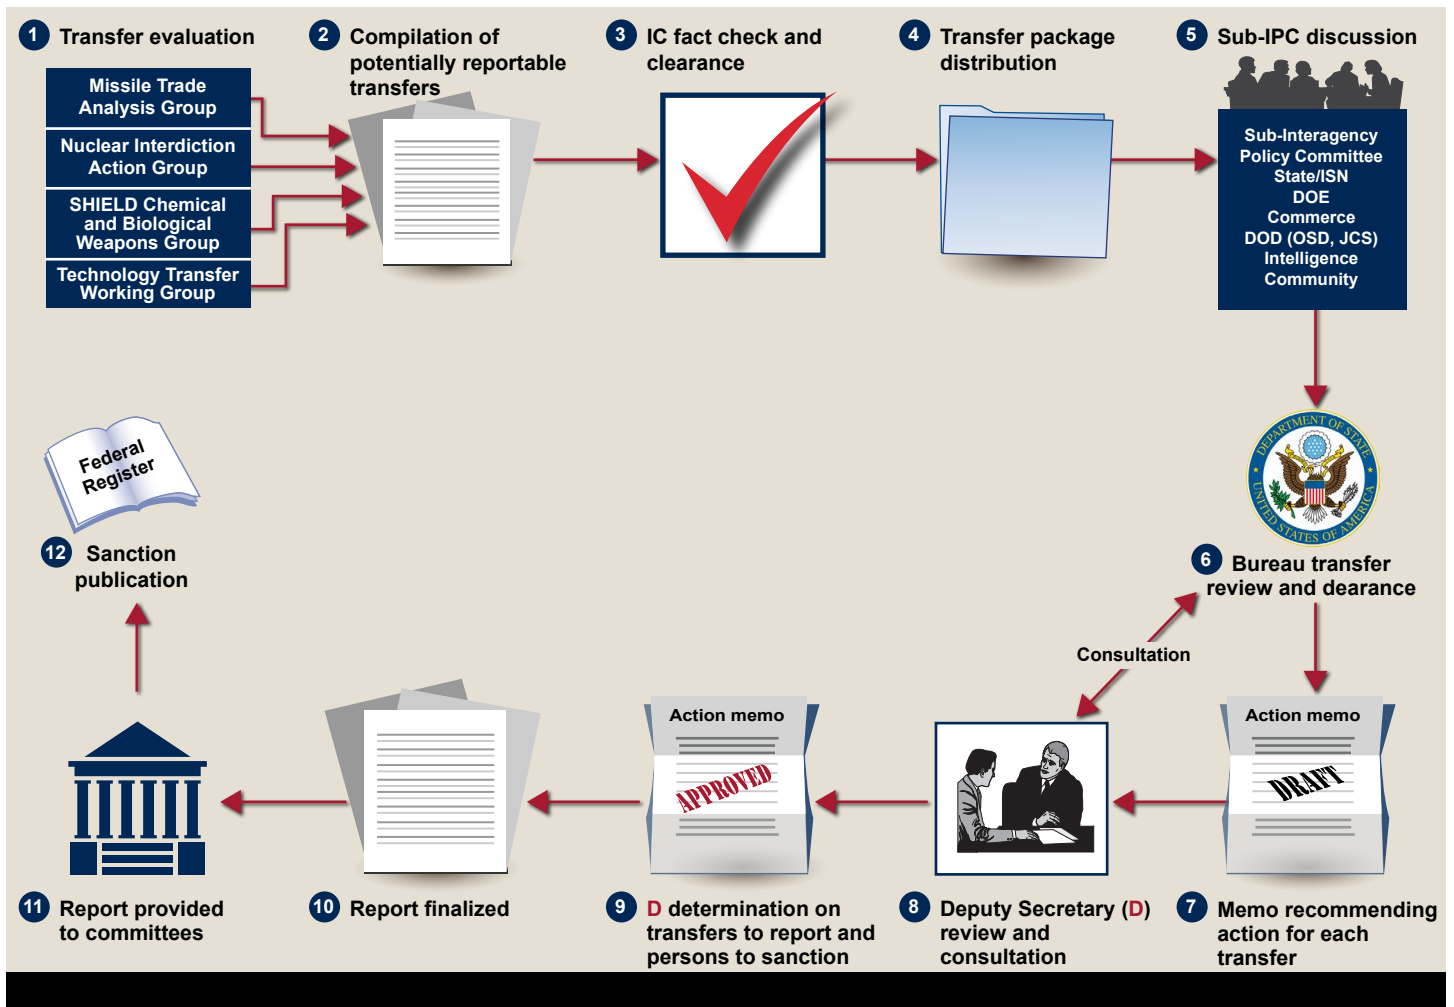 1 Transfer evaluation
Missile Trade
Analysis Group
Nuclear Interdiction
Action Group
SHIELD Chemical
and Biological
Weapons Group
Technology Transfer
Working Group
2 Compilation of
potentially reportable
transfers
3 IC fact check and
clearance
4 Transfer package
distribution
5 Sub-IPC discussion
Sub-Interagency
Policy Committee
State/ISN
DOE
Commerce
DOD (OSD, JCS)
Intelligence
Community
DEPARTMENT OF STATE
UNITED STATES OF AMERICA
6 Bureau transfer
review and dearance
Consultation
Action memo
DRAFT
7 Memo recommending
action for each
transfer
8 Deputy Secretary (D)
review and
consultation
Action memo
APPROVED
9 D determination on
transfers to report and
persons to sanction
10 Report finalized
11 Report provided
to committees
Federal
Register
12 Sanction
publication